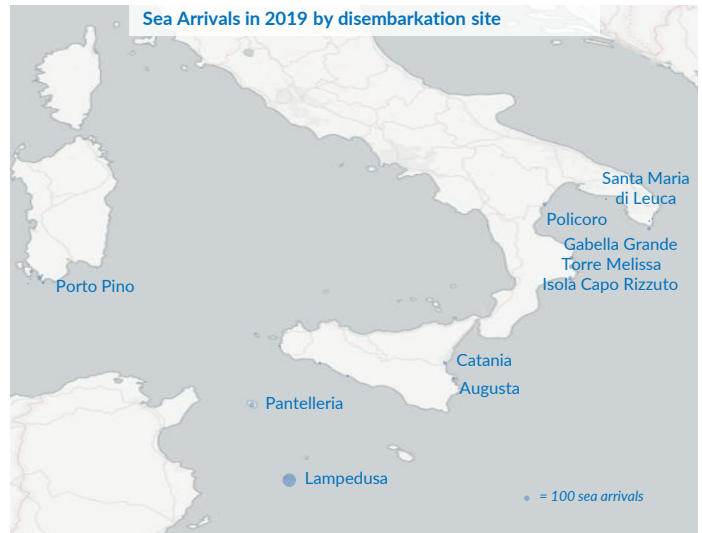 Sea Arrivals in 2019 by disembarkation site
Santa Maria
di Leuca
Policoro
Gabella Grande
Torre Melissa
Isola Capo Rizzuto
Porto Pino
Catania
Augusta
Pantelleria
Lampedusa
= 100 sea arrivals